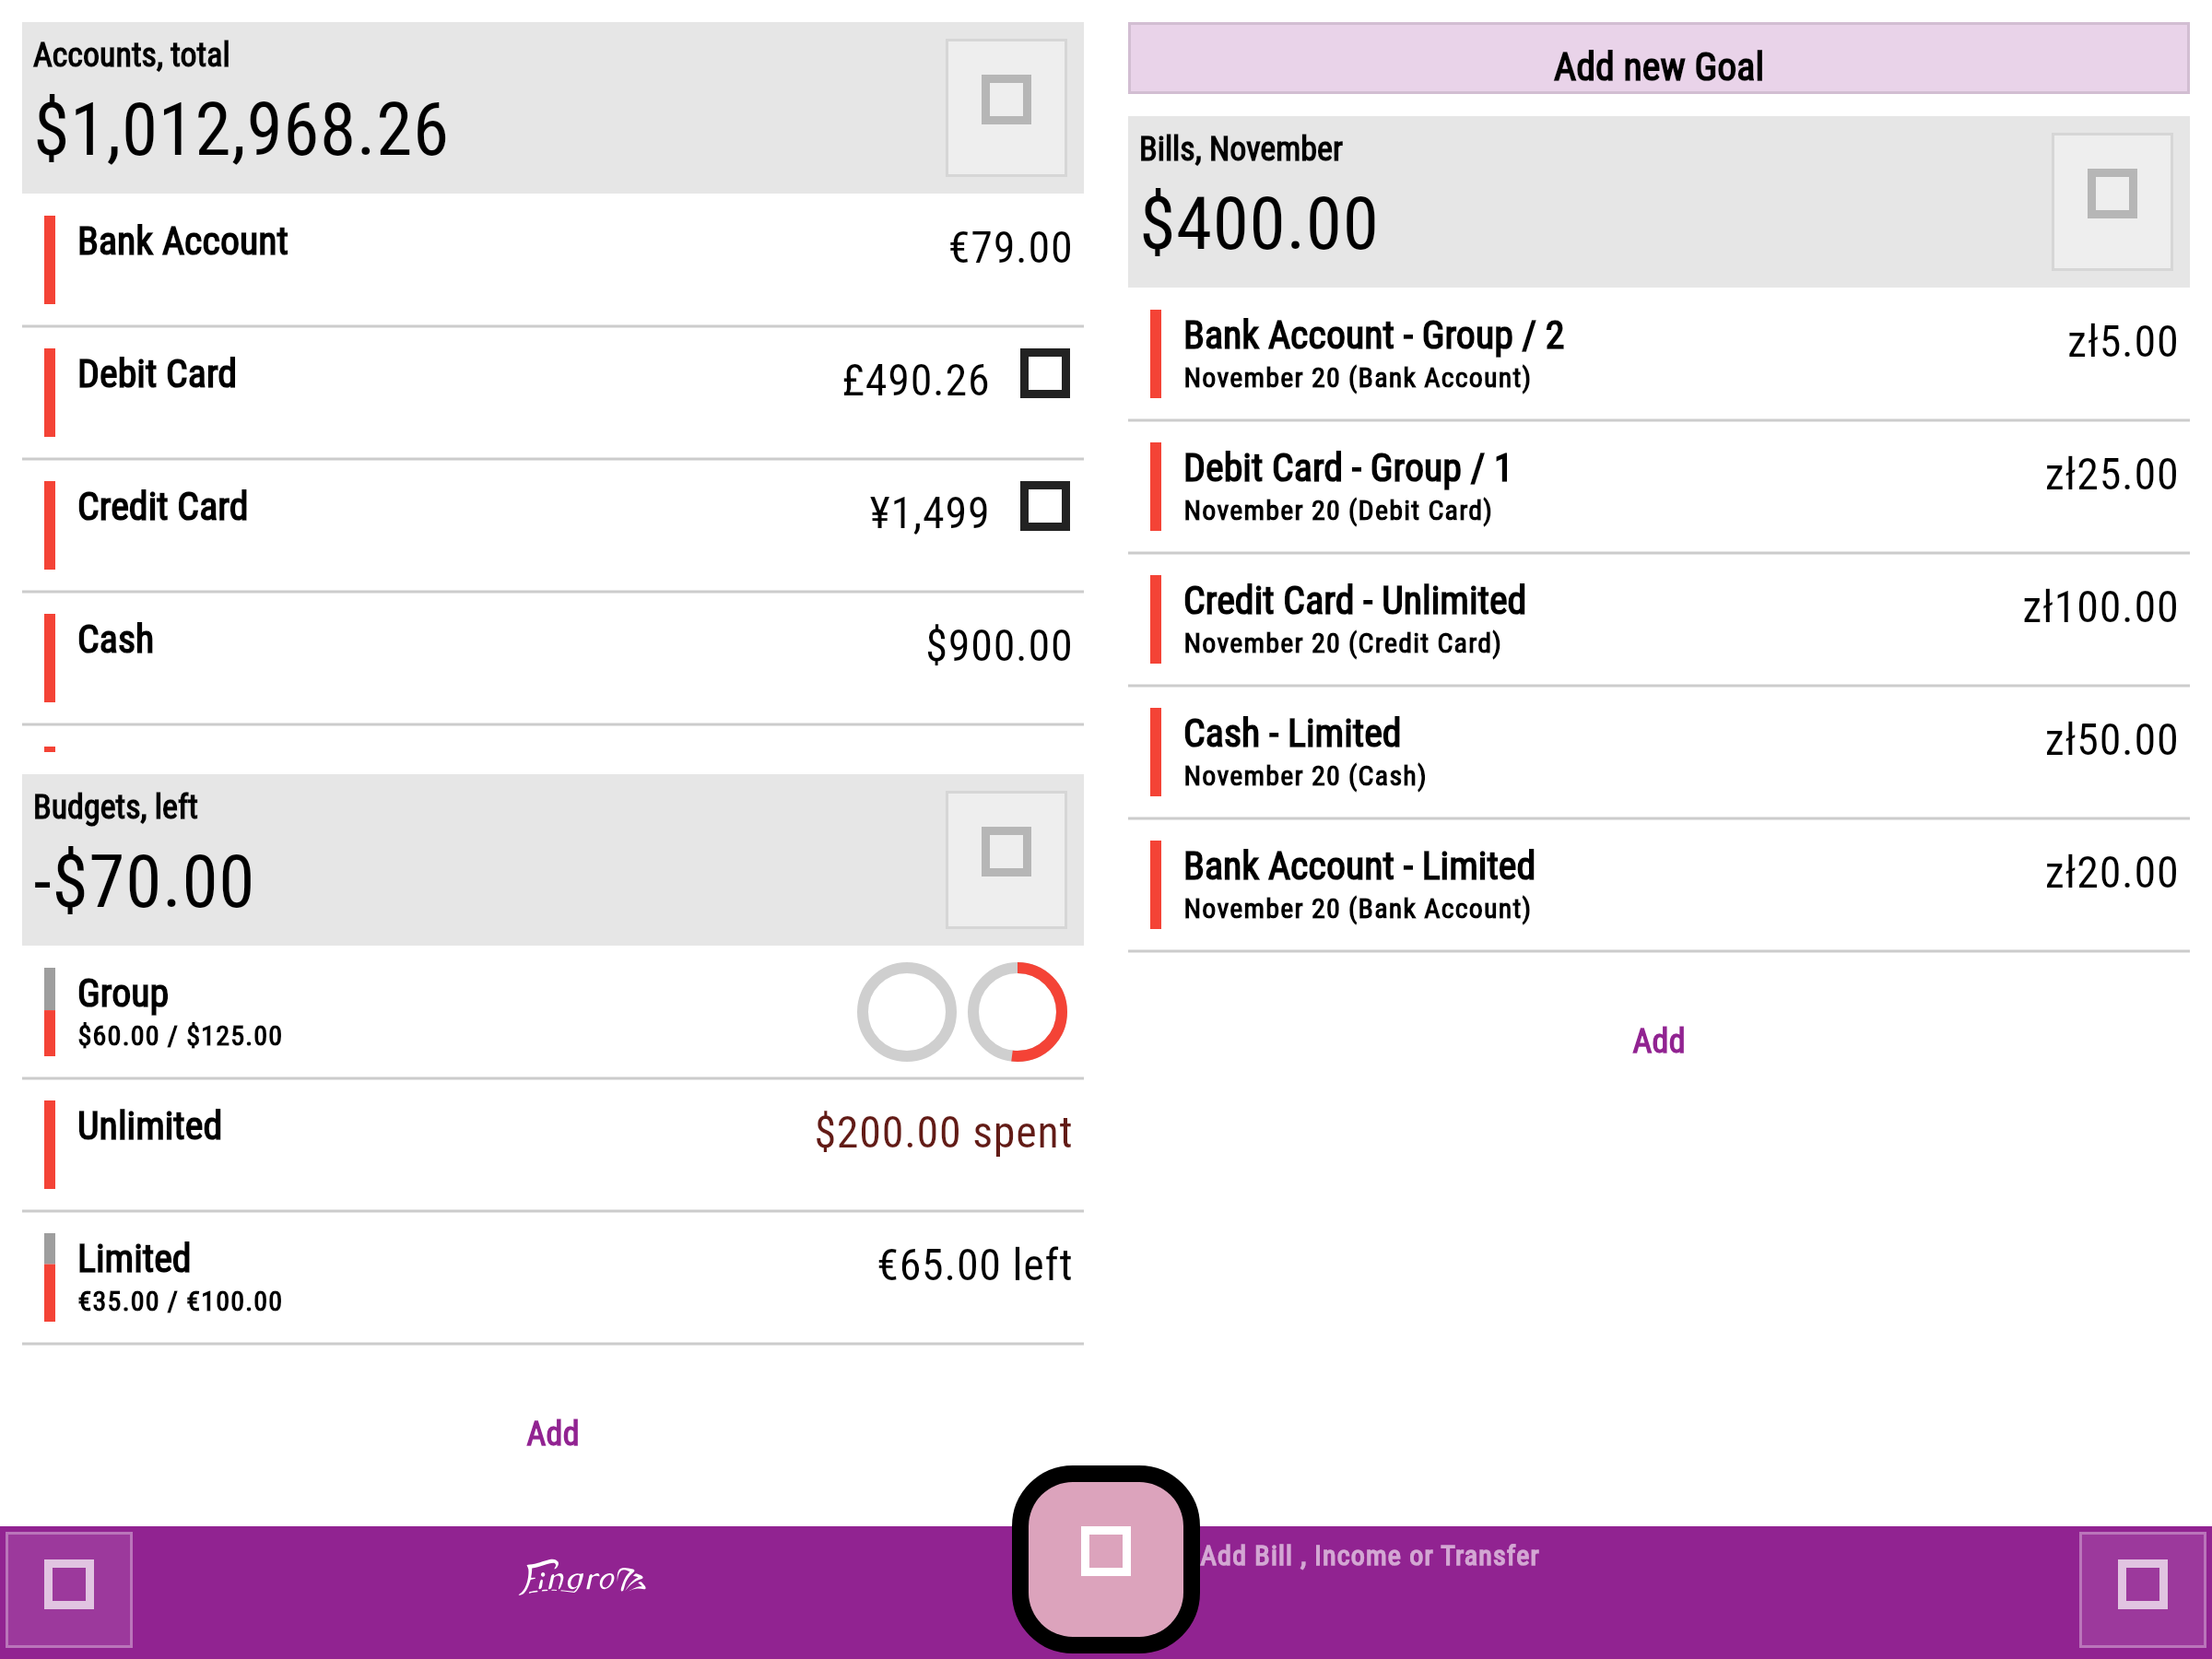 Accounts, total
$1,012,968.26
Bank Account
€79.00
Debit Card
£490.26
Credit Card
¥1,499
Cash
$900.00
Budgets, left
-$70.00
Group
$60.00 / $125.00
Unlimited
$200.00 spent
Limited
€35.00 / €100.00
€65.00 left
Add
Add new Goal
Bills, November
$400.00
Bank Account - Group / 2
zł5.00
November 20 (Bank Account)
Debit Card - Group / 1
zł25.00
November 20 (Debit Card)
Credit Card - Unlimited
zł100.00
November 20 (Credit Card)
Cash - Limited
zł50.00
November 20 (Cash)
Bank Account - Limited
zł20.00
November 20 (Bank Account)
Add
Fingro
Add Bill , Income or Transfer